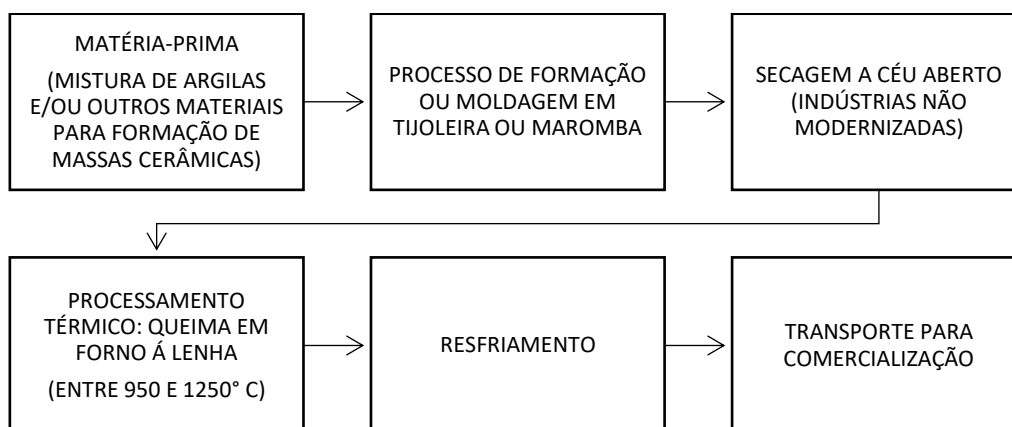 MATÉRIA-PRIMA
(MISTURA DE ARGILAS
E/OU OUTROS MATERIAIS
PARA FORMAÇÃO DE
MASSAS CERÂMICAS)
PROCESSO DE FORMAÇÃO
OU MOLDAGEM EM
TIJOLEIRA OU MAROMBA
SECAGEM A CÉU ABERTO
(INDÚSTRIAS NÃO
MODERNIZADAS)
PROCESSAMENTO
TÉRMICO: QUEIMA EM
FORNO Á LENHA
(ENTRE 950 E 1250° C)
RESFRIAMENTO
TRANSPORTE PARA
COMERCIALIZAÇÃO